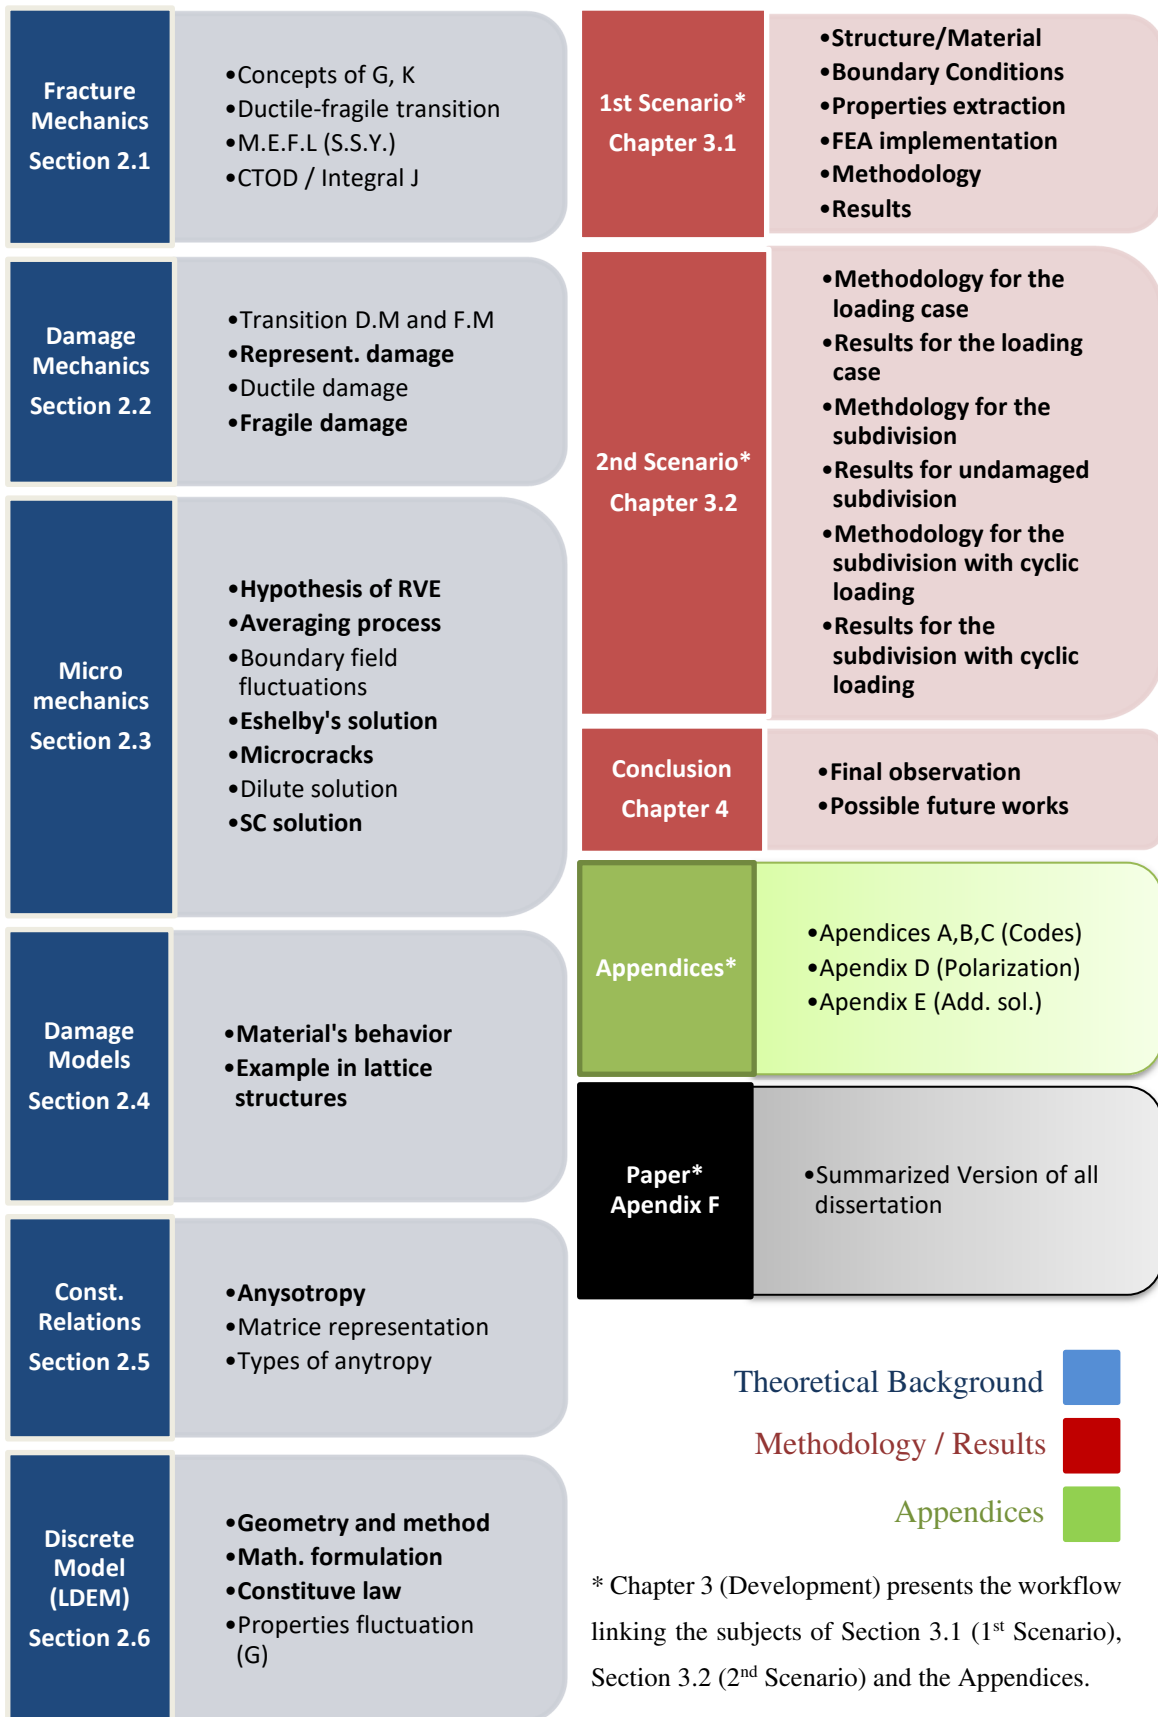 Fracture
Mechanics
Section 2.1
•Concepts of G, K
•Ductile-fragile transition
•M.E.F.L (S.S.Y.)
•CTOD / Integral J
Damage
Mechanics
Section 2.2
•Transition D.M and F.M
•Represent. damage
•Ductile damage
•Fragile damage
Micro
mechanics
Section 2.3
•Hypothesis of RVE
•Averaging process
•Boundary field
fluctuations
•Eshelby's solution
•Microcracks
•Dilute solution
•SC solution
Damage
Models
Section 2.4
•Material's behavior
•Example in lattice
structures
Const.
Relations
Section 2.5
•Anysotropy
•Matrice representation
•Types of anytropy
Discrete
Model
(LDEM)
Section 2.6
•Geometry and method
•Math. formulation
•Constituve law
•Properties fluctuation
(G)
1st Scenario*
Chapter 3.1
•Structure/Material
•Boundary Conditions
•Properties extraction
•FEA implementation
•Methodology
•Results
2nd Scenario*
Chapter 3.2
•Methodology for the
loading case
•Results for the loading
case
•Methdology for the
subdivision
•Results for undamaged
subdivision
•Methodology for the
subdivision with cyclic
loading
•Results for the
subdivision with cyclic
loading
Conclusion
Chapter 4
•Final observation
•Possible future works
Appendices*
•Apendices A,B,C (Codes)
•Apendix D (Polarization)
•Apendix E (Add. sol.)
Paper*
Apendix F
•Summarized Version of all
dissertation
Theoretical Background
Methodology / Results
Appendices
* Chapter 3 (Development) presents the workflow
linking the subjects of Section 3.1 (1st Scenario),
Section 3.2 (2nd Scenario) and the Appendices.